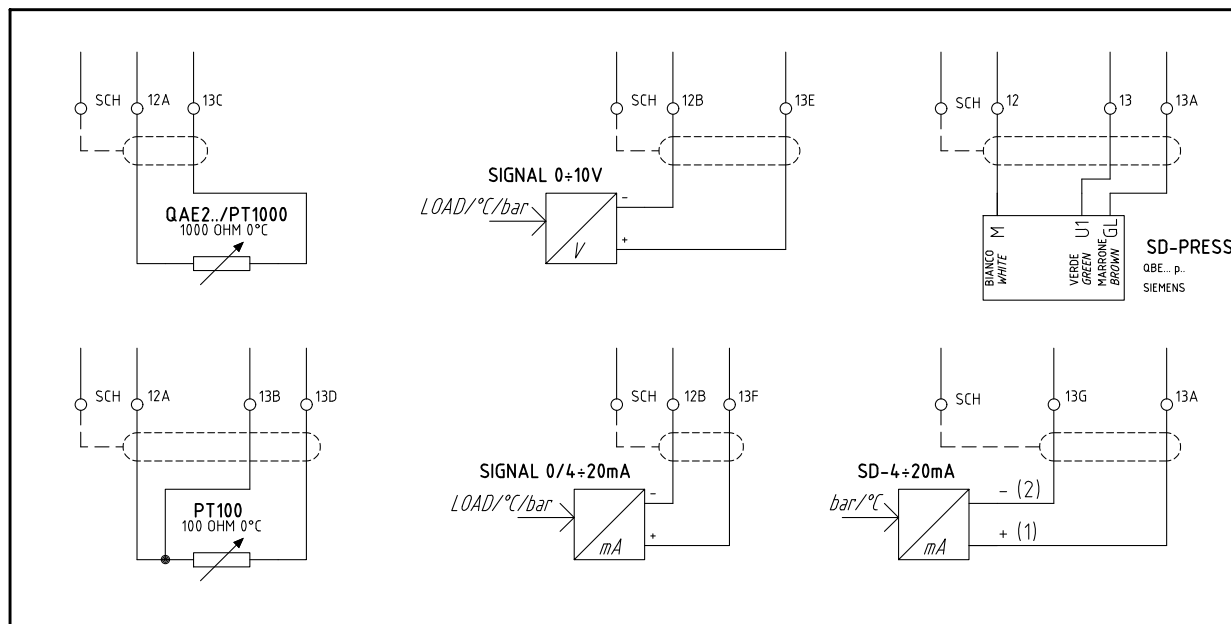 SCH 12A 13C
QAE2../PT1000
1000 OHM 0°C
SCH 12B 13E
SIGNAL 0÷10V
LOAD/°C/bar
-
+
V
SCH 12 13 13A
BIANCO
WHITE
M
VERDE
GREEN
U1
MARRONE
BROWN
GL
SD-PRESS
QBE... p..
SIEMENS
SCH 12A 13B 13D
PT100
100 OHM 0°C
SCH 12B 13F
SIGNAL 0/4÷20mA
LOAD/°C/bar
-
+
mA
SCH 13G 13A
SD-4÷20mA
bar/°C
- (2)
+ (1)
mA